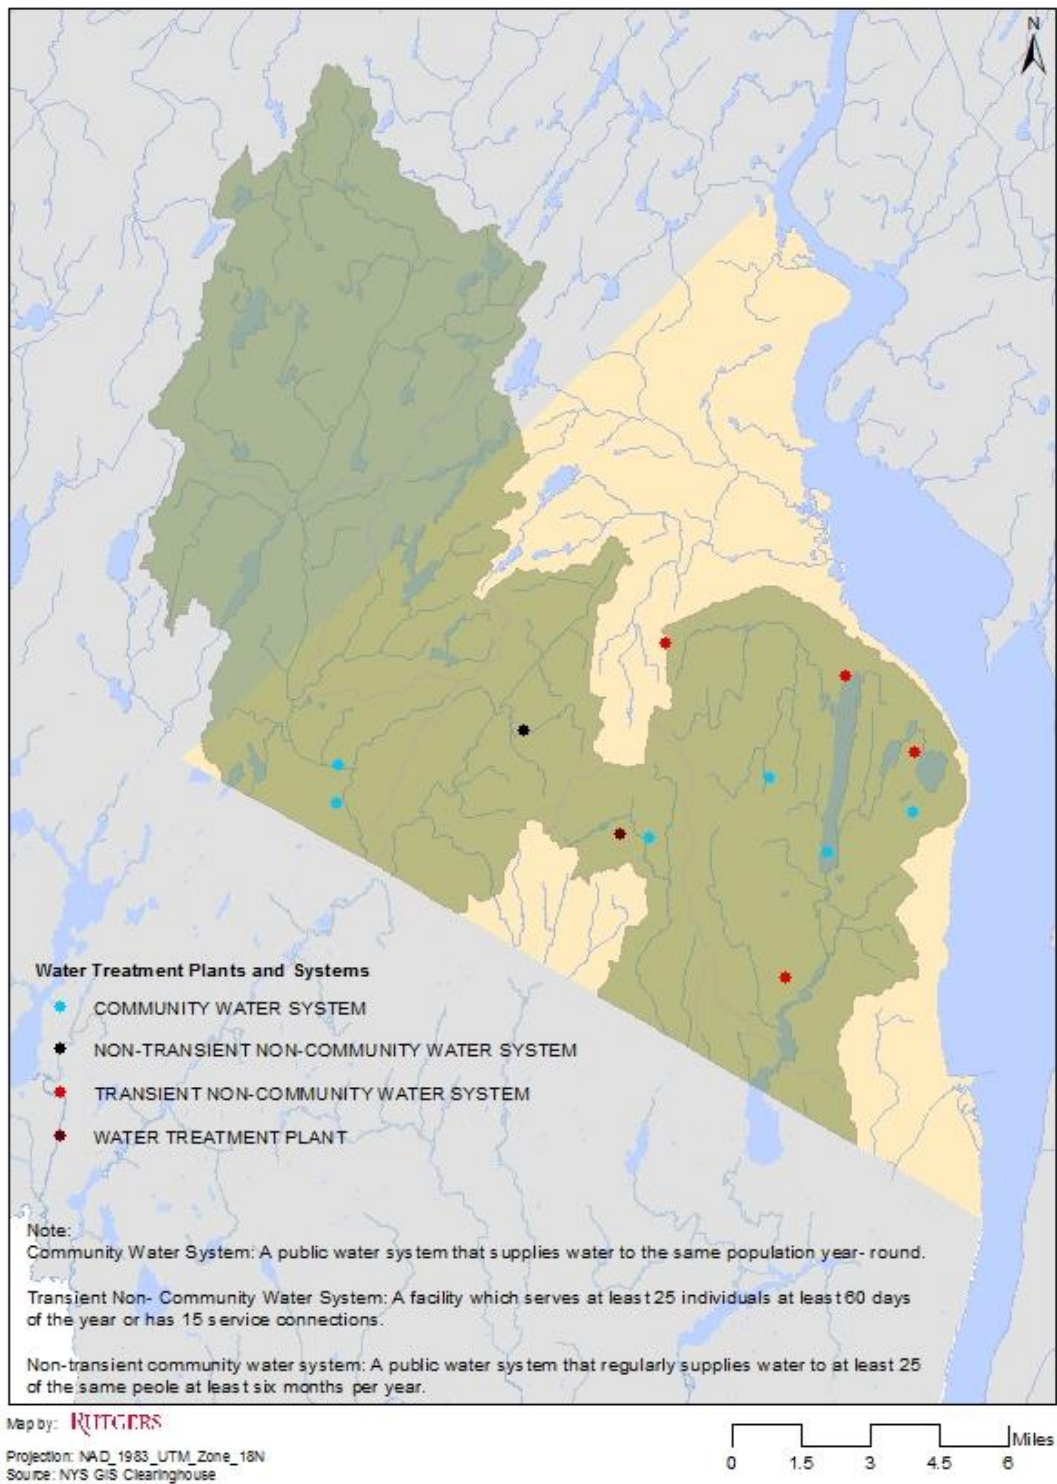 N
Water Treatment Plants and Systems
COMMUNITY WATER SYSTEM
NON-TRANSIENT NON-COMMUNITY WATER SYSTEM
TRANSIENT NON-COMMUNITY WATER SYSTEM
WATER TREATMENT PLANT
Note:
Community Water System: A public water system that supplies water to the same population year- round.
Transient Non- Community Water System: A facility which serves at least 25 individuals at least 60 days
of the year or has 15 service connections.
Non-transient community water system: A public water system that regularly supplies water to at least 25
of the same peole at least six months per year.
Map by: RUTGERS
Projection: NAD_1983_UTM_Zone_18N
Source: NYS GIS Clearinghouse
Miles
0 1.5 3 4.5 6